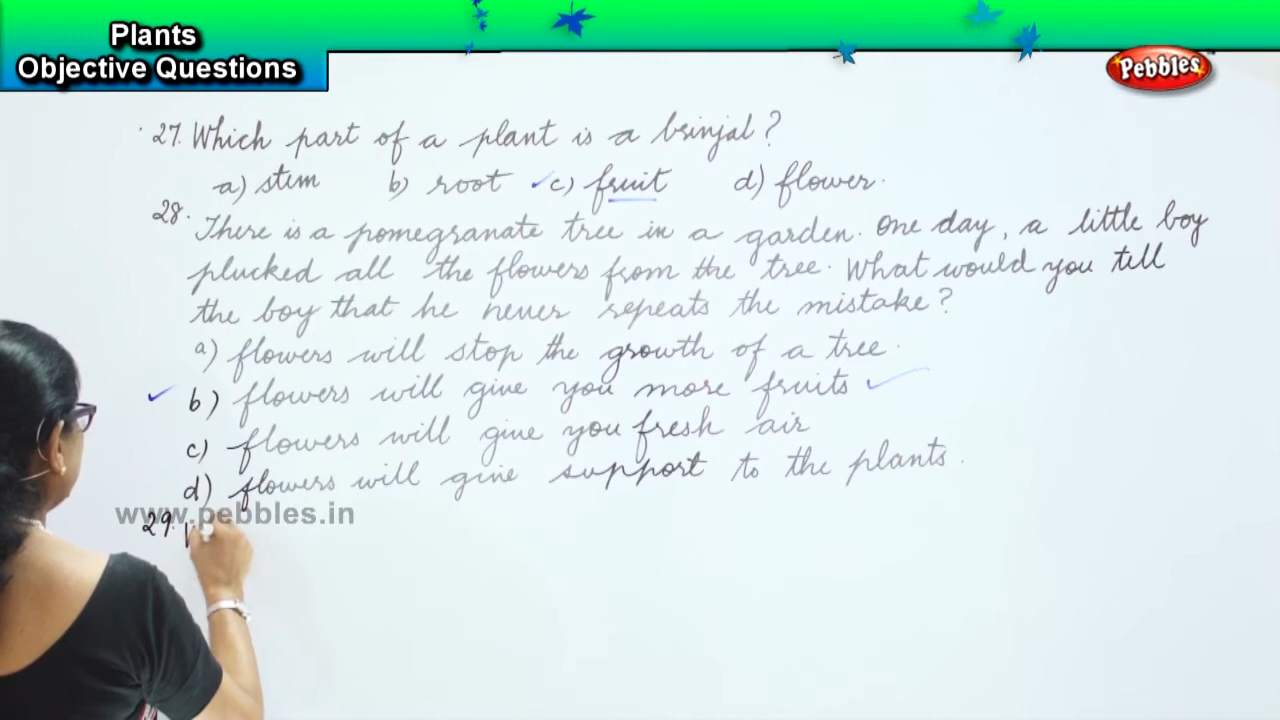 Plants
Objective Questions
Pebbles
27. Which part of a plant is a brinjal?
a) stem b) root ✓c) fruit d) flower.
28. There is a pomegranate tree in a garden. One day, a little boy
plucked all the flowers from the tree. What would you tell
the boy that he never repeats the mistake?
a) flowers will stop the growth of a tree.
✓ b) flowers will give you more fruits ✓
c) flowers will give you fresh air
d) flowers will give support to the plants.
www.pebbles.in
29.